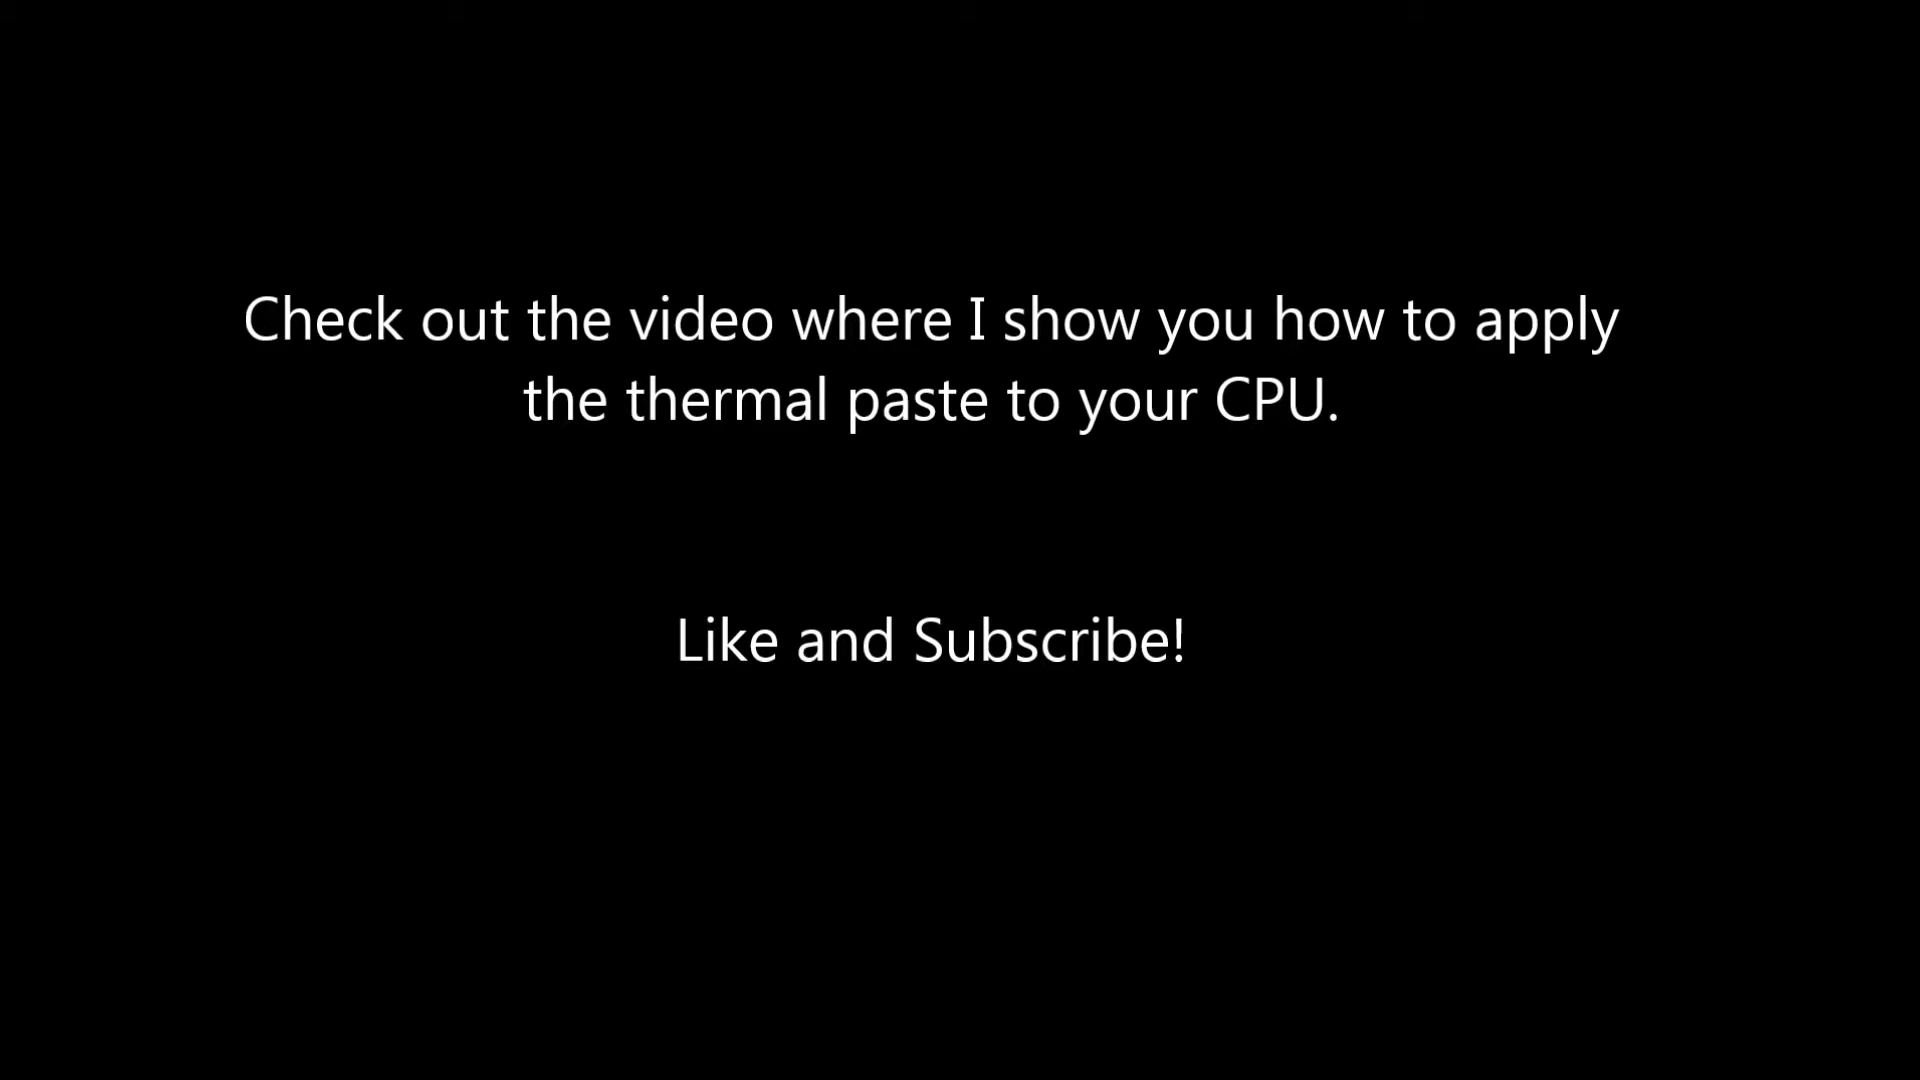 Check out the video where I show you how to apply
the thermal paste to your CPU.
Like and Subscribe!